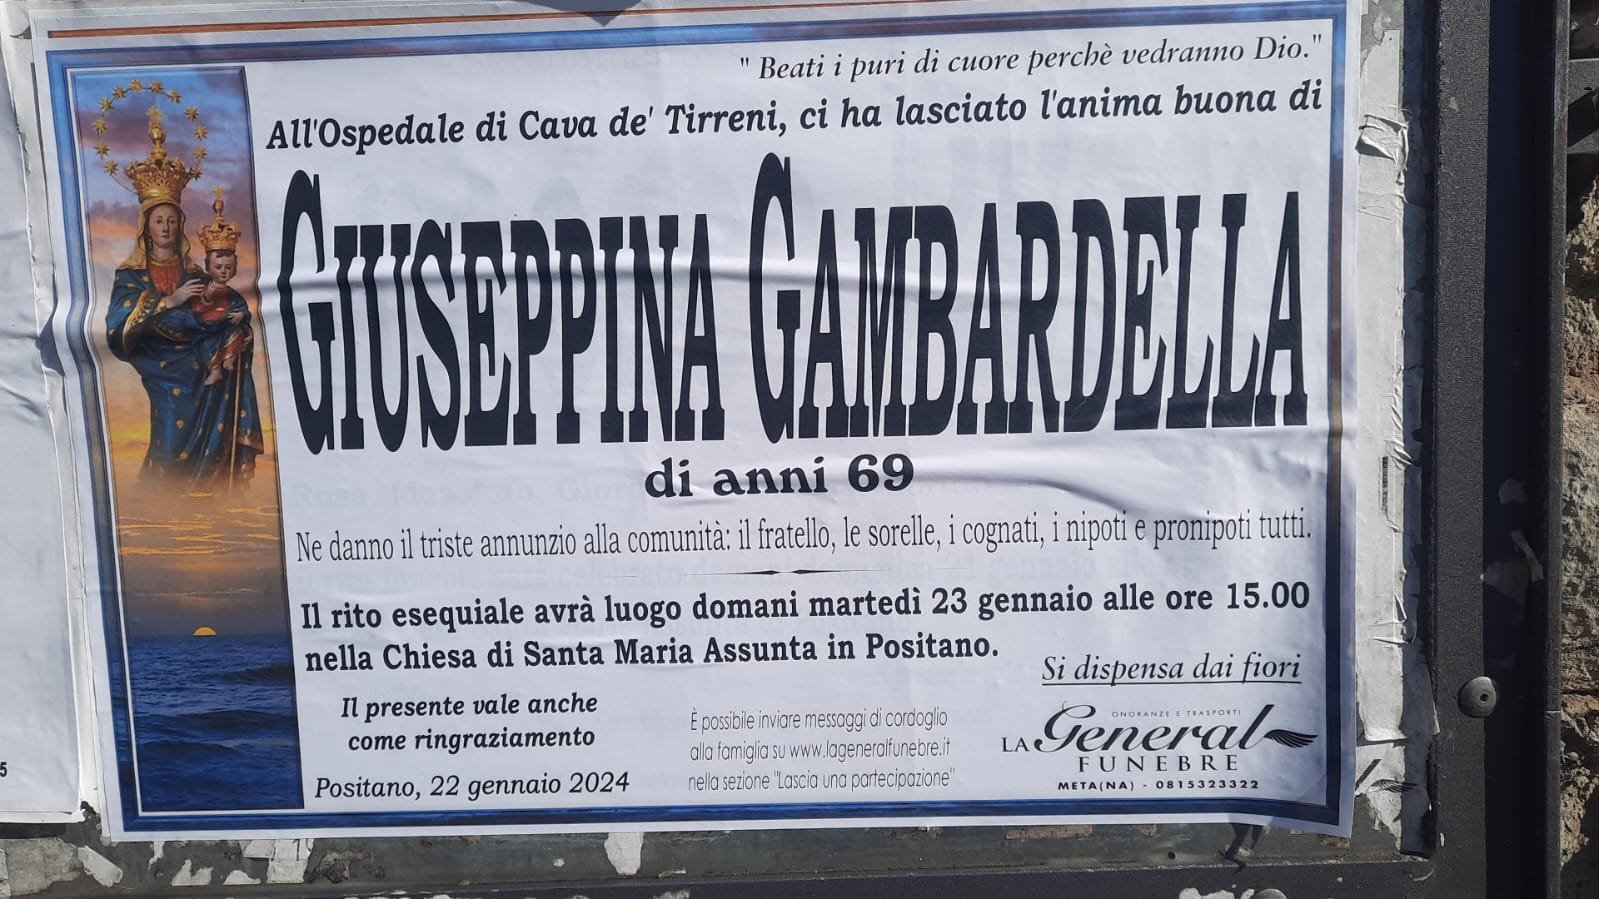 " Beati i puri di cuore perchè vedranno Dio."
All'Ospedale di Cava de' Tirreni, ci ha lasciato l'anima buona di
GIUSEPPINA GAMBARDELLA
di anni 69
Ne danno il triste annunzio alla comunità: il fratello, le sorelle, i cognati, i nipoti e pronipoti tutti.
Il rito esequiale avrà luogo domani martedì 23 gennaio alle ore 15.00
nella Chiesa di Santa Maria Assunta in Positano.
Si dispensa dai fiori
Il presente vale anche
come ringraziamento
Positano, 22 gennaio 2024
È possibile inviare messaggi di cordoglio
alla famiglia su www.lageneralfunebre.it
nella sezione "Lascia una partecipazione"
ONORANZE E TRASPORTI
LA General
FUNEBRE
META(NA) - 0815323322
5